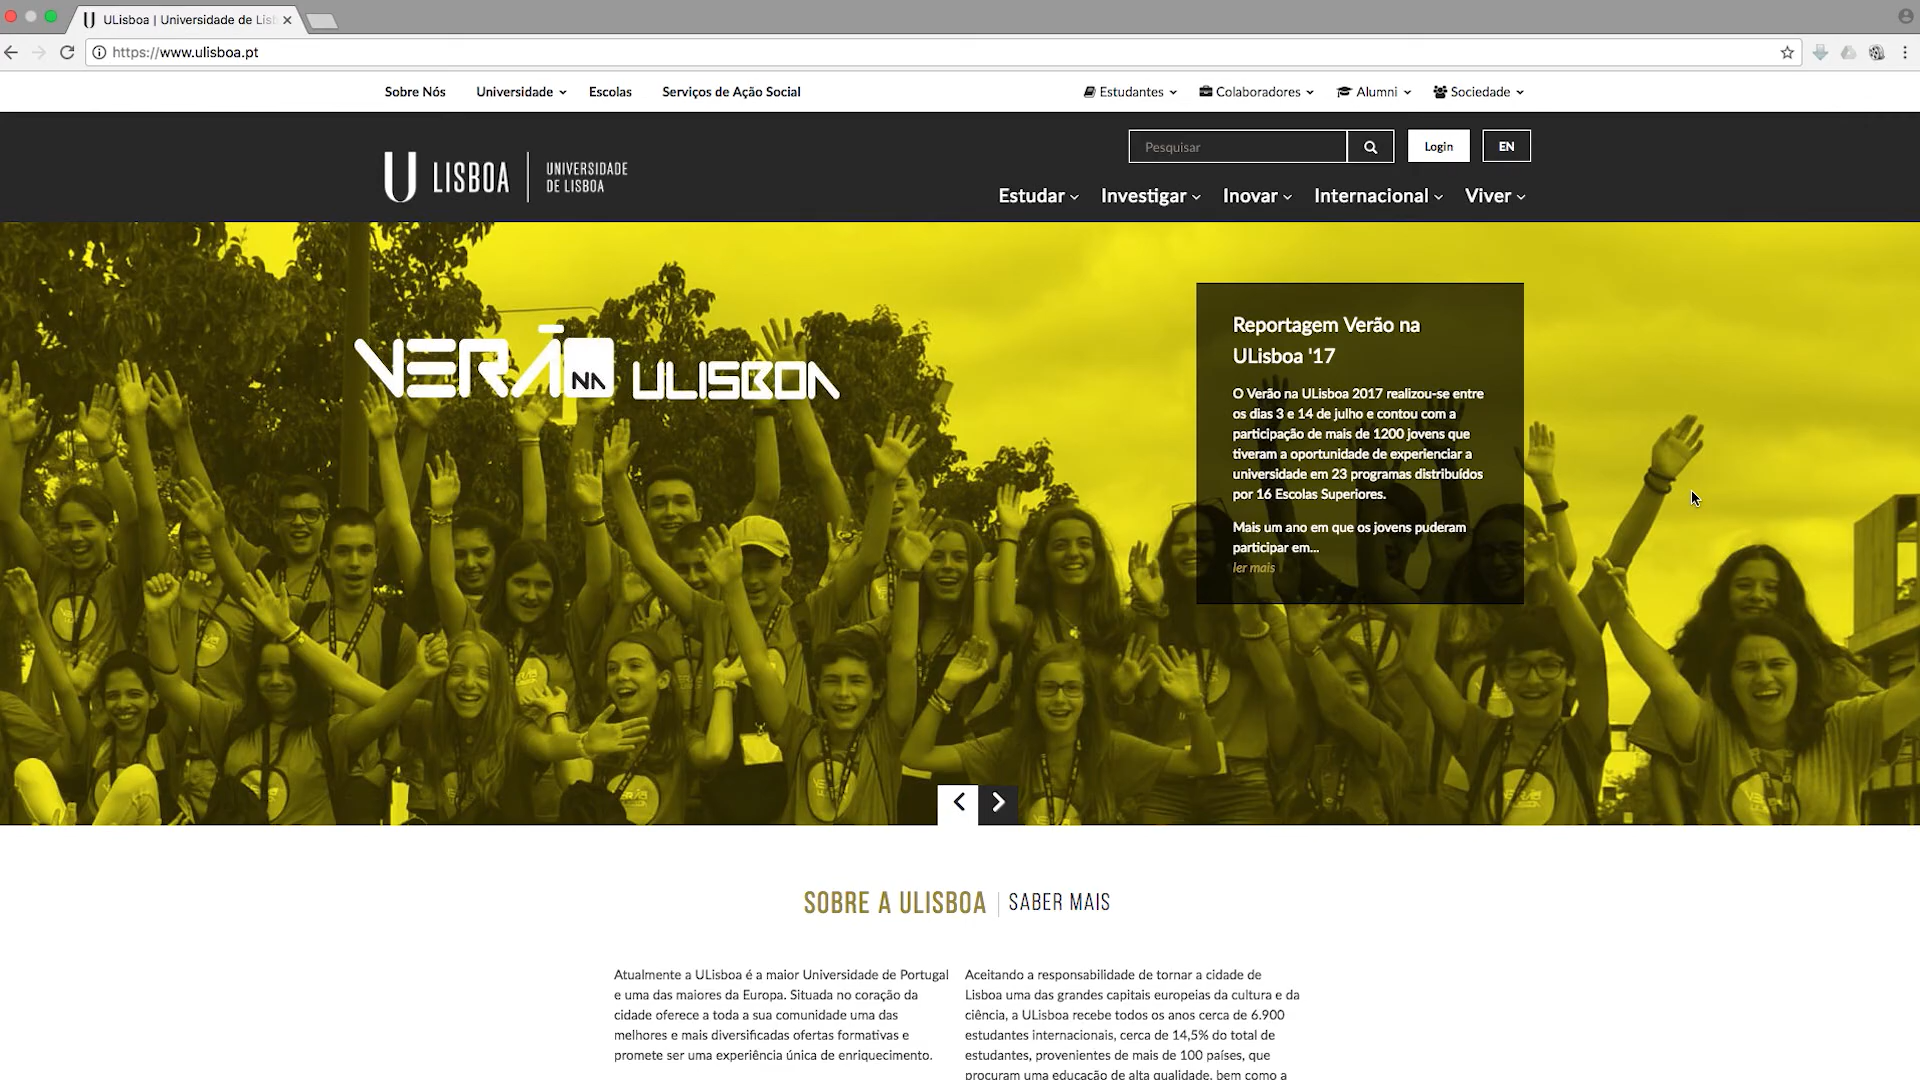 ULisboa | Universidade de Lis
https://www.ulisboa.pt
Sobre Nós Universidade Escolas Serviços de Ação Social Estudantes Colaboradores Alumni Sociedade
Pesquisar Login EN
U LISBOA | UNIVERSIDADE
DE LISBOA
Estudar Investigar Inovar Internacional Viver
VERÃO NA ULISBOA
Reportagem Verão na
ULisboa '17
O Verão na ULisboa 2017 realizou-se entre
os dias 3 e 14 de julho e contou com a
participação de mais de 1200 jovens que
tiveram a oportunidade de experienciar a
universidade em 23 programas distribuídos
por 16 Escolas Superiores.
Mais um ano em que os jovens puderam
participar em...
ler mais
SOBRE A ULISBOA | SABER MAIS
Atualmente a ULisboa é a maior Universidade de Portugal
e uma das maiores da Europa. Situada no coração da
cidade oferece a toda a sua comunidade uma das
melhores e mais diversificadas ofertas formativas e
promete ser uma experiência única de enriquecimento.
Aceitando a responsabilidade de tornar a cidade de
Lisboa uma das grandes capitais europeias da cultura e da
ciência, a ULisboa recebe todos os anos cerca de 6.900
estudantes internacionais, cerca de 14,5% do total de
estudantes, provenientes de mais de 100 países, que
procuram uma educação de alta qualidade, bem como a